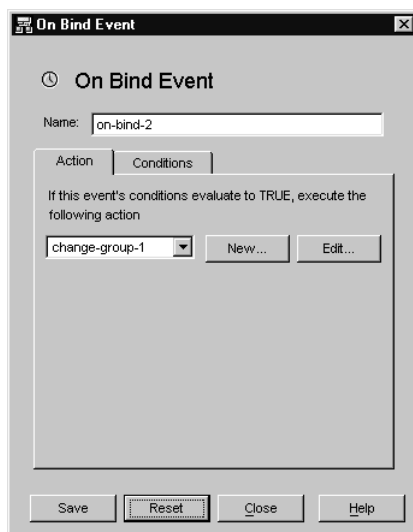 On Bind Event
On Bind Event
Name: on-bind-2
Action Conditions
If this event's conditions evaluate to TRUE, execute the
following action
change-group-1 New... Edit...
Save Reset Close Help